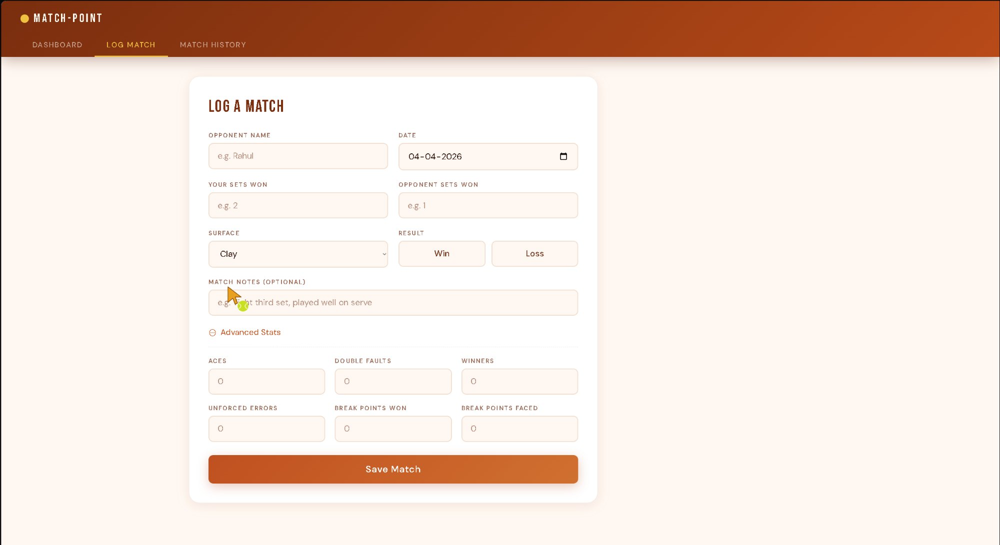 MATCH-POINT
DASHBOARD LOG MATCH MATCH HISTORY
LOG A MATCH
OPPONENT NAME DATE
e.g. Rahul 04-04-2026
YOUR SETS WON OPPONENT SETS WON
e.g. 2 e.g. 1
SURFACE RESULT
Clay Win Loss
MATCH NOTES (OPTIONAL)
e.g. third set, played well on serve
Advanced Stats
ACES DOUBLE FAULTS WINNERS
0 0 0
UNFORCED ERRORS BREAK POINTS WON BREAK POINTS FACED
0 0 0
Save Match